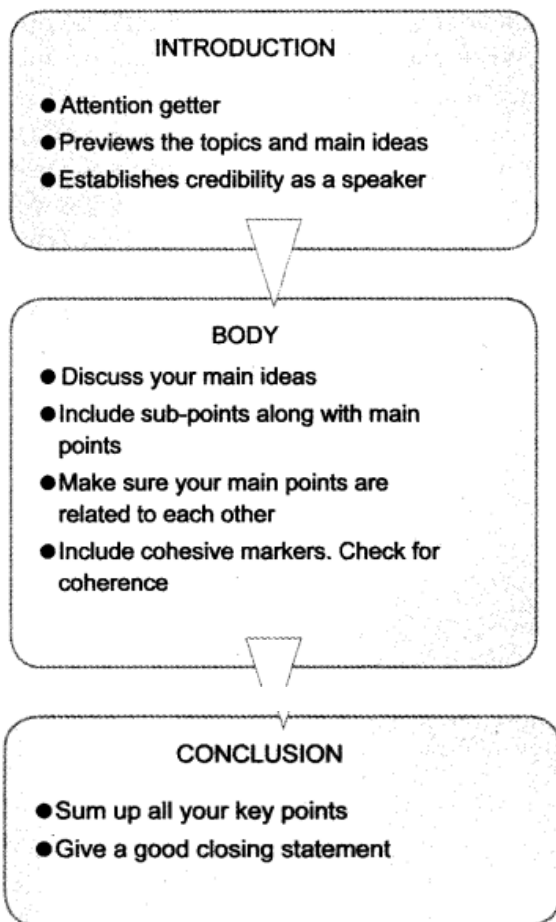 INTRODUCTION
● Attention getter
● Previews the topics and main ideas
● Establishes credibility as a speaker
BODY
● Discuss your main ideas
● Include sub-points along with main
points
● Make sure your main points are
related to each other
● Include cohesive markers. Check for
coherence
CONCLUSION
● Sum up all your key points
● Give a good closing statement